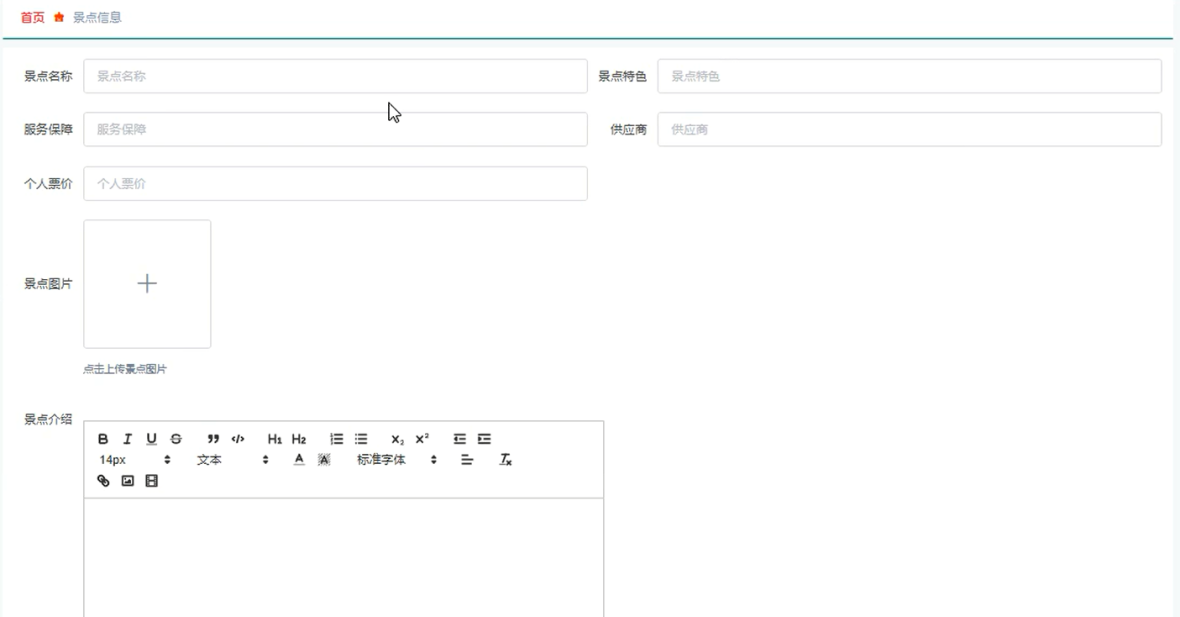 首页 景点信息
景点名称 景点名称 景点特色 景点特色
服务保障 服务保障 供应商 供应商
个人票价 个人票价
景点图片
点击上传景点图片
景点介绍
B I U S ” </> H1 H2 X₂ X²
14px 文本 A A 标准字体 Tx